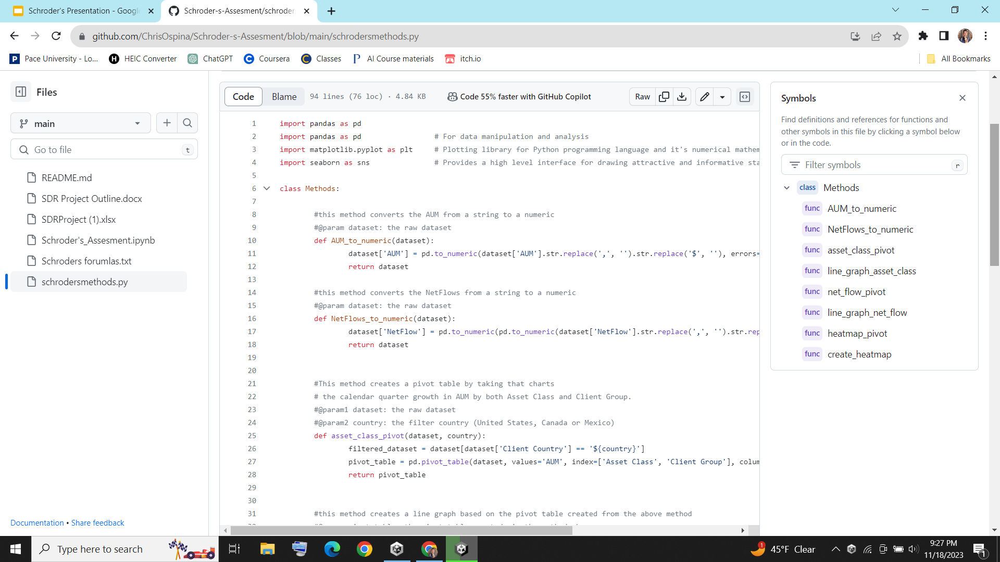 Schroder's Presentation - Google
Schroder-s-Assesment/schroder
github.com/ChrisOspina/Schroder-s-Assesment/blob/main/schrodersmethods.py
P Pace University - Lo...
H HEIC Converter
ChatGPT
C Coursera
C Classes
P AI Course materials
itch.io
All Bookmarks
Files
main
Go to file
t
README.md
SDR Project Outline.docx
SDRProject (1).xlsx
Schroder's_Assesment.ipynb
Schroders forumlas.txt
schrodersmethods.py
Documentation • Share feedback
Code
Blame
94 lines (76 loc) · 4.84 KB
Code 55% faster with GitHub Copilot
Raw
1 import pandas as pd
2 import pandas as pd # For data manipulation and analysis
3 import matplotlib.pyplot as plt # Plotting library for Python programming language and it's numerical mathem
4 import seaborn as sns # Provides a high level interface for drawing attractive and informative sta
5
6 class Methods:
7
8 #this method converts the AUM from a string to a numeric
9 #@param dataset: the raw dataset
10 def AUM_to_numeric(dataset):
11 dataset['AUM'] = pd.to_numeric(dataset['AUM'].str.replace(',', '').str.replace('$', ''), errors=
12 return dataset
13
14 #this method converts the NetFlows from a string to a numeric
15 #@param dataset: the raw dataset
16 def NetFlows_to_numeric(dataset):
17 dataset['NetFlow'] = pd.to_numeric(pd.to_numeric(dataset['NetFlow'].str.replace(',', '').str.rep
18 return dataset
19
20
21 #This method creates a pivot table by taking that charts
22 # the calendar quarter growth in AUM by both Asset Class and Client Group.
23 #@param1 dataset: the raw dataset
24 #@param2 country: the filter country (United States, Canada or Mexico)
25 def asset_class_pivot(dataset, country):
26 filtered_dataset = dataset[dataset['Client Country'] == '${country}']
27 pivot_table = pd.pivot_table(dataset, values='AUM', index=['Asset Class', 'Client Group'], colum
28 return pivot_table
29
30
31 #this method creates a line graph based on the pivot table created from the above method
Symbols
Find definitions and references for functions and
other symbols in this file by clicking a symbol below
or in the code.
Filter symbols
r
class Methods
func AUM_to_numeric
func NetFlows_to_numeric
func asset_class_pivot
func line_graph_asset_class
func net_flow_pivot
func line_graph_net_flow
func heatmap_pivot
func create_heatmap
Type here to search
1
45°F Clear
9:27 PM
11/18/2023
1